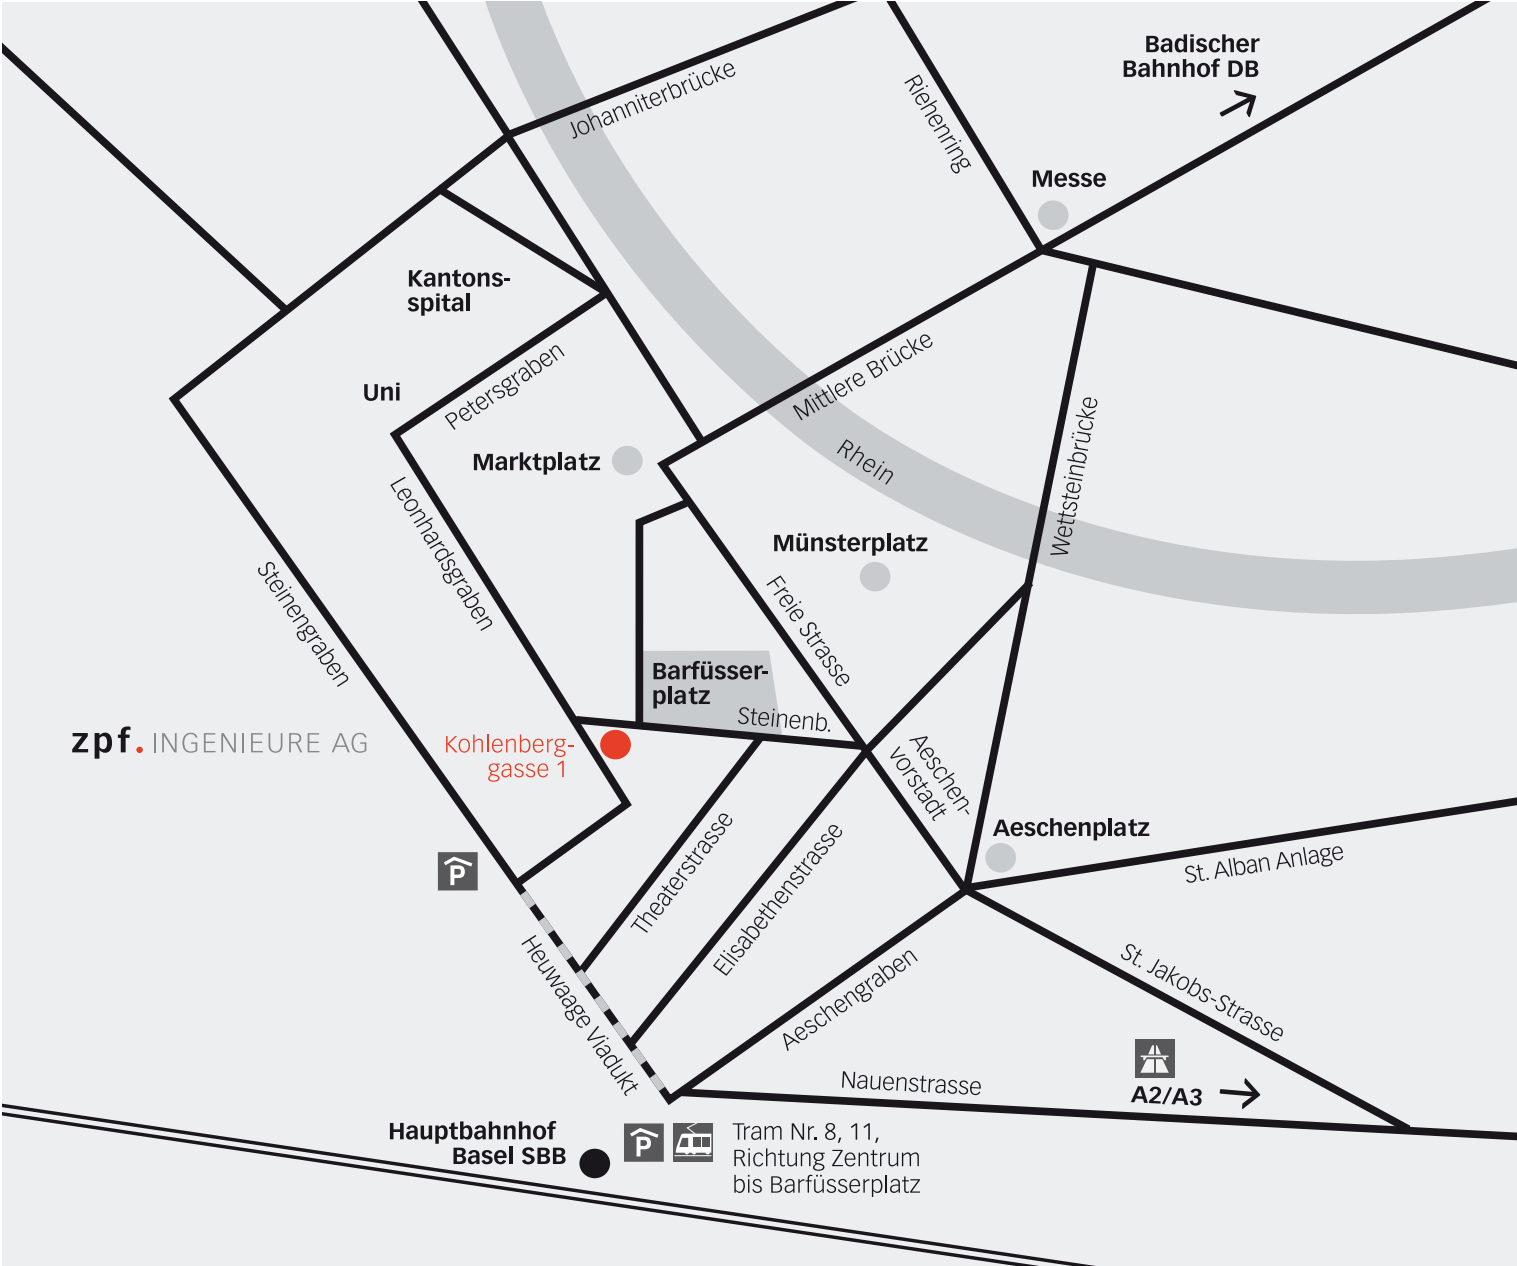 Badischer
Bahnhof DB
Johanniterbrücke
Riehenring
Messe
Kantons-
spital
Uni
Petersgraben
Mittlere Brücke
Marktplatz
Rhein
Wettsteinbrücke
Leonhardsgraben
Münsterplatz
Steinengraben
Freie Strasse
Barfüsser-
platz
Steinenb.
zpf. INGENIEURE AG
Kohlenberg-
gasse 1
Aeschen-
vorstadt
Aeschenplatz
St. Alban Anlage
P
Theaterstrasse
Elisabethenstrasse
Heuwaage Viadukt
Aeschengraben
St. Jakobs-Strasse
Nauenstrasse
A2/A3
Hauptbahnhof
Basel SBB
P
Tram Nr. 8, 11,
Richtung Zentrum
bis Barfüsserplatz